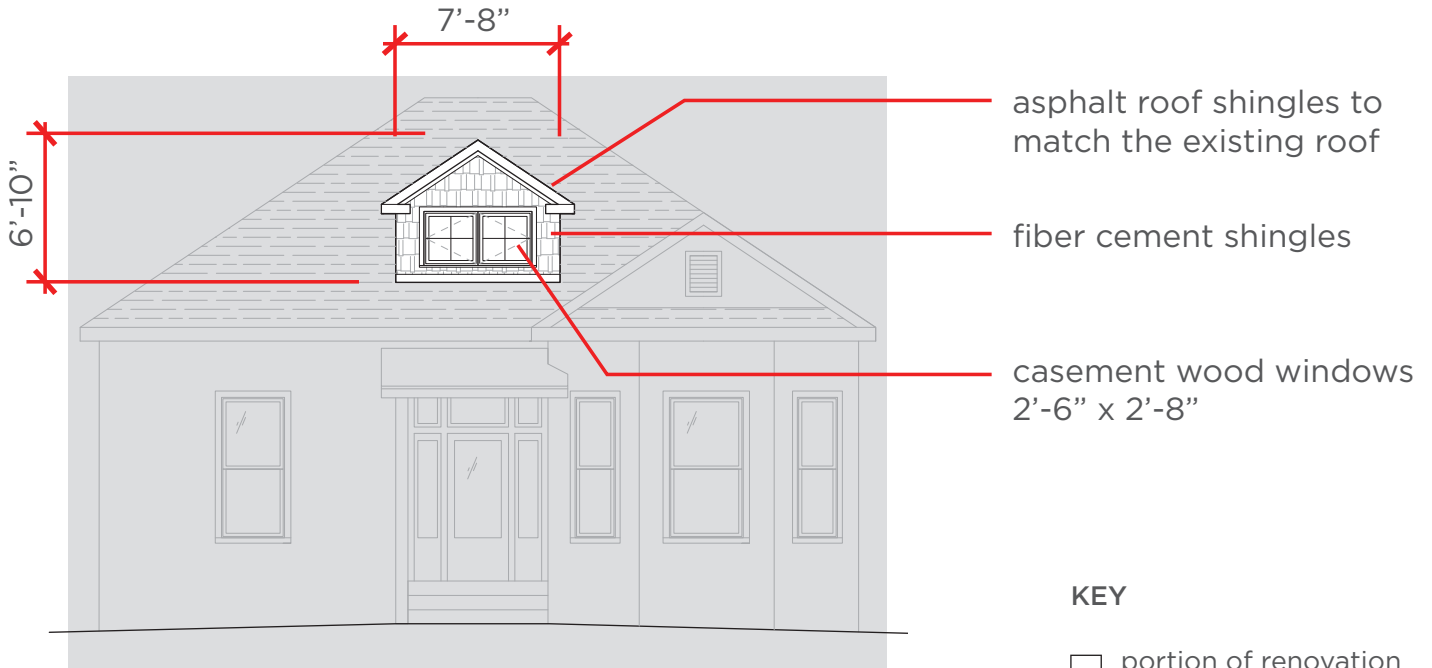 7’-8”
6’-10”
asphalt roof shingles to
match the existing roof
fiber cement shingles
casement wood windows
2’-6” x 2’-8”
KEY
portion of renovation